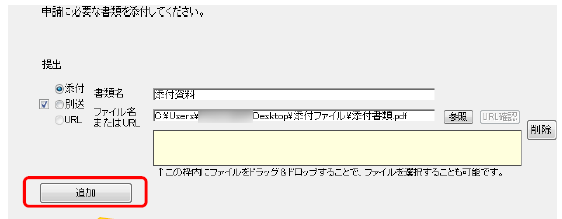 申請に必要な書類を添付してください。
提出
添付
別送
URL
書類名
添付資料
ファイル名
またはURL
C:¥Users¥ Desktop¥添付ファイル¥添付書類.pdf
参照
URL確認
削除
↑この枠内にファイルをドラッグ&ドロップすることで、ファイルを選択することも可能です。
追加